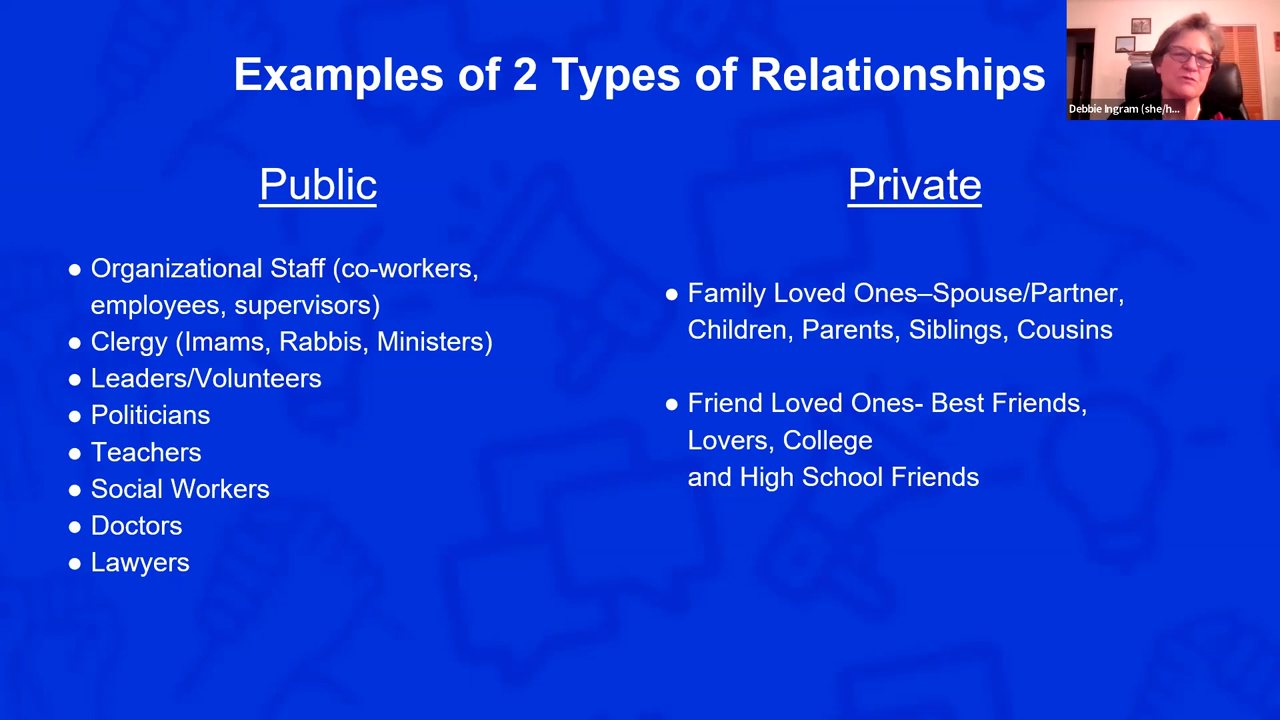 Examples of 2 Types of Relationships
Debbie Ingram (she/h...
Public
● Organizational Staff (co-workers,
employees, supervisors)
● Clergy (Imams, Rabbis, Ministers)
● Leaders/Volunteers
● Politicians
● Teachers
● Social Workers
● Doctors
● Lawyers
Private
● Family Loved Ones–Spouse/Partner,
Children, Parents, Siblings, Cousins
● Friend Loved Ones- Best Friends,
Lovers, College
and High School Friends